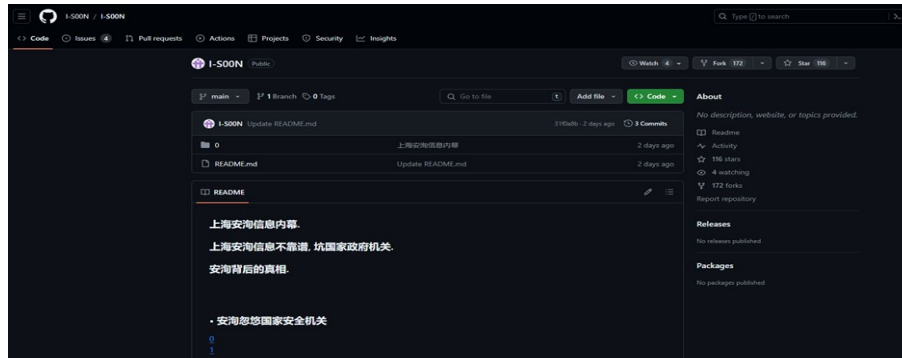 I-S00N / I-S00N
Type / to search
Code Issues 4 Pull requests Actions Projects Security Insights
I-S00N Public
Watch 4 Fork 172 Star 116
main 1 Branch 0 Tags Go to file t Add file Code
I-S00N Update README.md 2 days ago 3 Commits
0 上海安洵信息内幕 2 days ago
README.md Update README.md 2 days ago
README
上海安洵信息内幕.
上海安洵信息不靠谱, 坑国家政府机关.
安洵背后的真相.
• 安洵忽悠国家安全机关
0
1
About
No description, website, or topics provided.
Readme
Activity
116 stars
4 watching
172 forks
Report repository
Releases
No releases published
Packages
No packages published